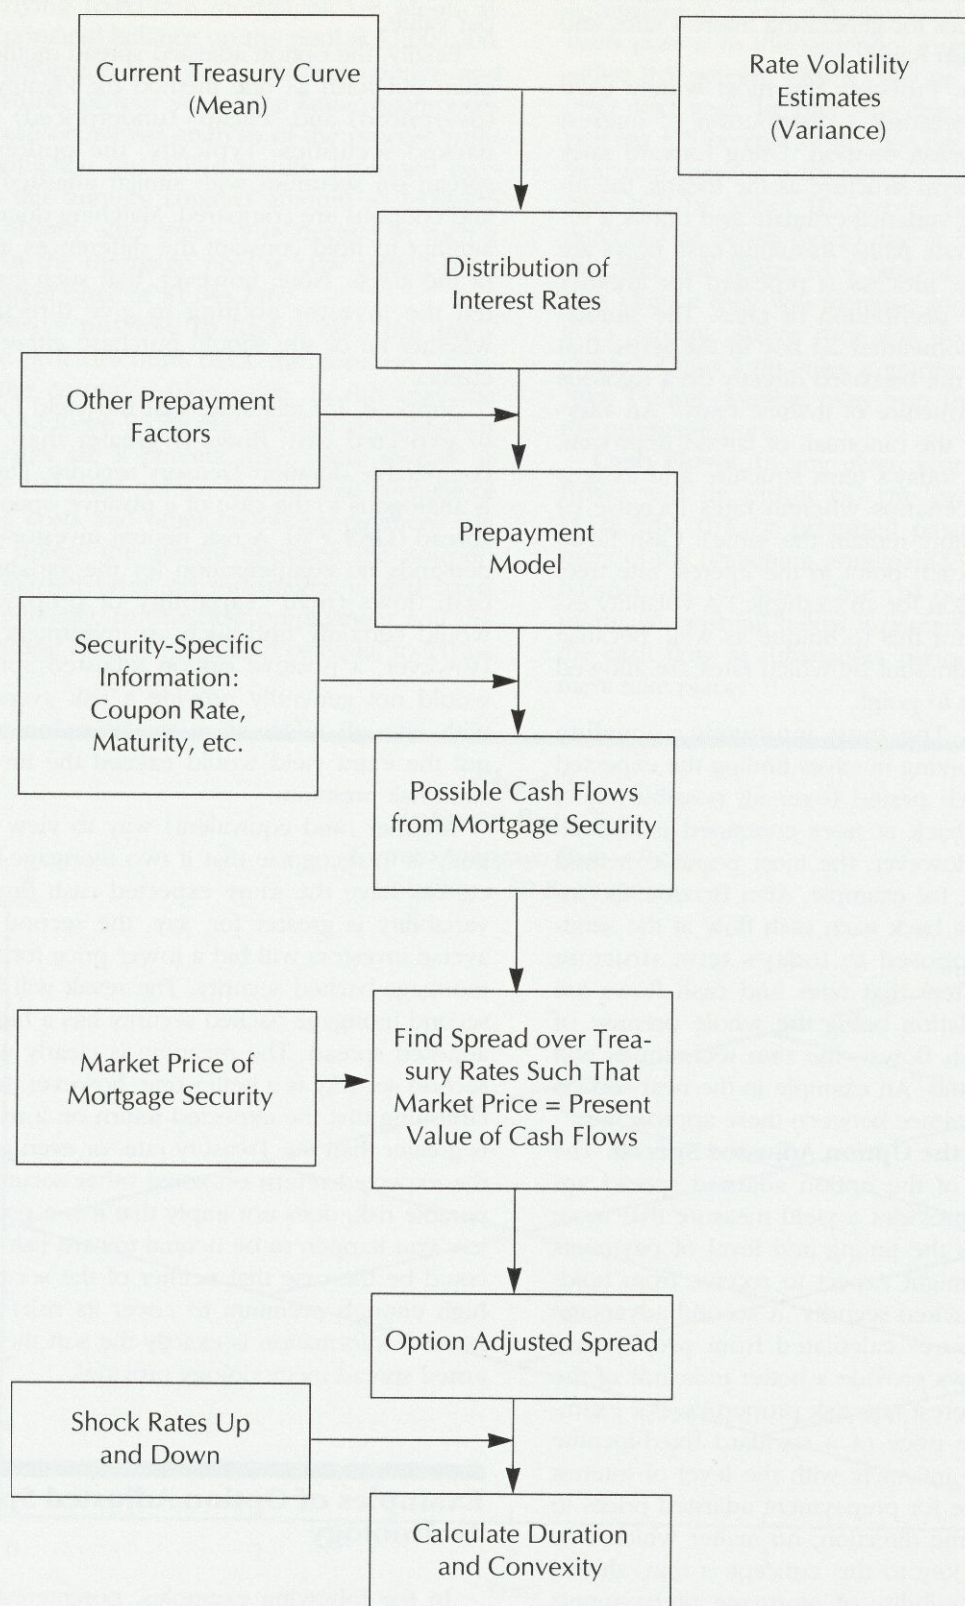 Current Treasury Curve
(Mean)
Rate Volatility
Estimates
(Variance)
Distribution of
Interest Rates
Other Prepayment
Factors
Prepayment
Model
Security-Specific
Information:
Coupon Rate,
Maturity, etc.
Possible Cash Flows
from Mortgage Security
Market Price of
Mortgage Security
Find Spread over Trea-
sury Rates Such That
Market Price = Present
Value of Cash Flows
Option Adjusted Spread
Shock Rates Up
and Down
Calculate Duration
and Convexity